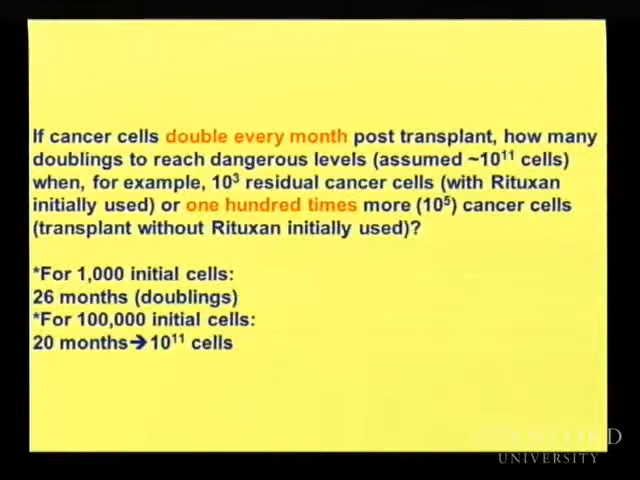 If cancer cells double every month post transplant, how many
doublings to reach dangerous levels (assumed ~10¹¹ cells)
when, for example, 10³ residual cancer cells (with Rituxan
initially used) or one hundred times more (10⁵) cancer cells
(transplant without Rituxan initially used)?
*For 1,000 initial cells:
26 months (doublings)
*For 100,000 initial cells:
20 months➔10¹¹ cells
STANFORD
UNIVERSITY